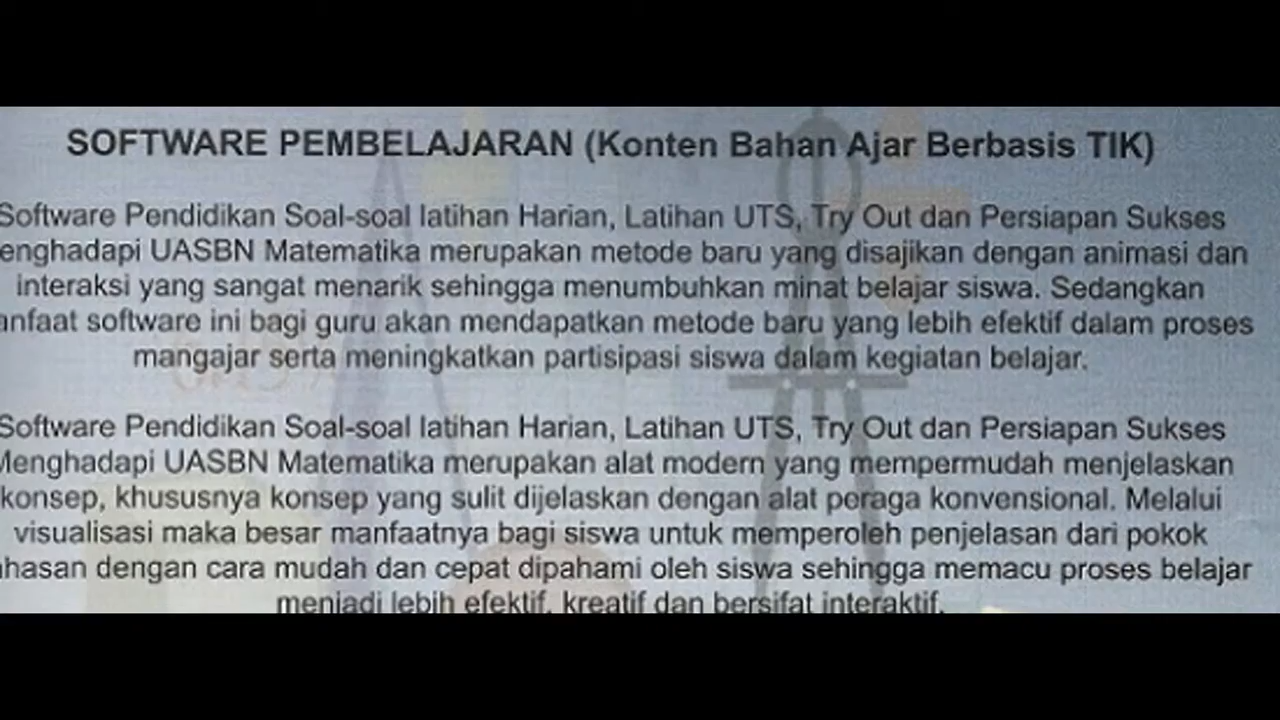 SOFTWARE PEMBELAJARAN (Konten Bahan Ajar Berbasis TIK)
Software Pendidikan Soal-soal latihan Harian, Latihan UTS, Try Out dan Persiapan Sukses
enghadapi UASBN Matematika merupakan metode baru yang disajikan dengan animasi dan
interaksi yang sangat menarik sehingga menumbuhkan minat belajar siswa. Sedangkan
anfaat software ini bagi guru akan mendapatkan metode baru yang lebih efektif dalam proses
mangajar serta meningkatkan partisipasi siswa dalam kegiatan belajar.
Software Pendidikan Soal-soal latihan Harian, Latihan UTS, Try Out dan Persiapan Sukses
Menghadapi UASBN Matematika merupakan alat modern yang mempermudah menjelaskan
konsep, khususnya konsep yang sulit dijelaskan dengan alat peraga konvensional. Melalui
visualisasi maka besar manfaatnya bagi siswa untuk memperoleh penjelasan dari pokok
ahasan dengan cara mudah dan cepat dipahami oleh siswa sehingga memacu proses belajar
menjadi lebih efektif, kreatif dan bersifat interaktif.